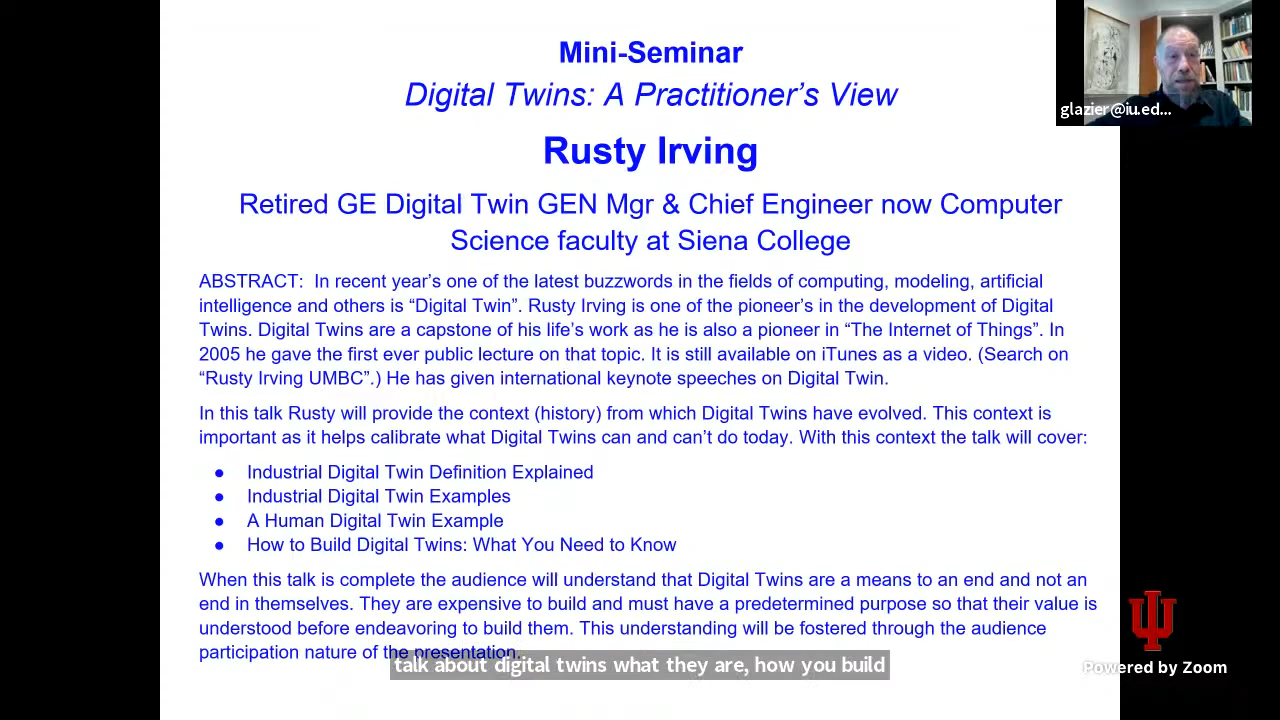 Mini-Seminar
Digital Twins: A Practitioner's View
Rusty Irving
Retired GE Digital Twin GEN Mgr & Chief Engineer now Computer
Science faculty at Siena College
ABSTRACT: In recent year's one of the latest buzzwords in the fields of computing, modeling, artificial
intelligence and others is “Digital Twin”. Rusty Irving is one of the pioneer's in the development of Digital
Twins. Digital Twins are a capstone of his life's work as he is also a pioneer in “The Internet of Things”. In
2005 he gave the first ever public lecture on that topic. It is still available on iTunes as a video. (Search on
“Rusty Irving UMBC”.) He has given international keynote speeches on Digital Twin.
In this talk Rusty will provide the context (history) from which Digital Twins have evolved. This context is
important as it helps calibrate what Digital Twins can and can't do today. With this context the talk will cover:
● Industrial Digital Twin Definition Explained
● Industrial Digital Twin Examples
● A Human Digital Twin Example
● How to Build Digital Twins: What You Need to Know
When this talk is complete the audience will understand that Digital Twins are a means to an end and not an
end in themselves. They are expensive to build and must have a predetermined purpose so that their value is
understood before endeavoring to build them. This understanding will be fostered through the audience
participation nature of the presentation.
talk about digital twins what they are, how you build
glazier@iu.ed...
Powered by Zoom